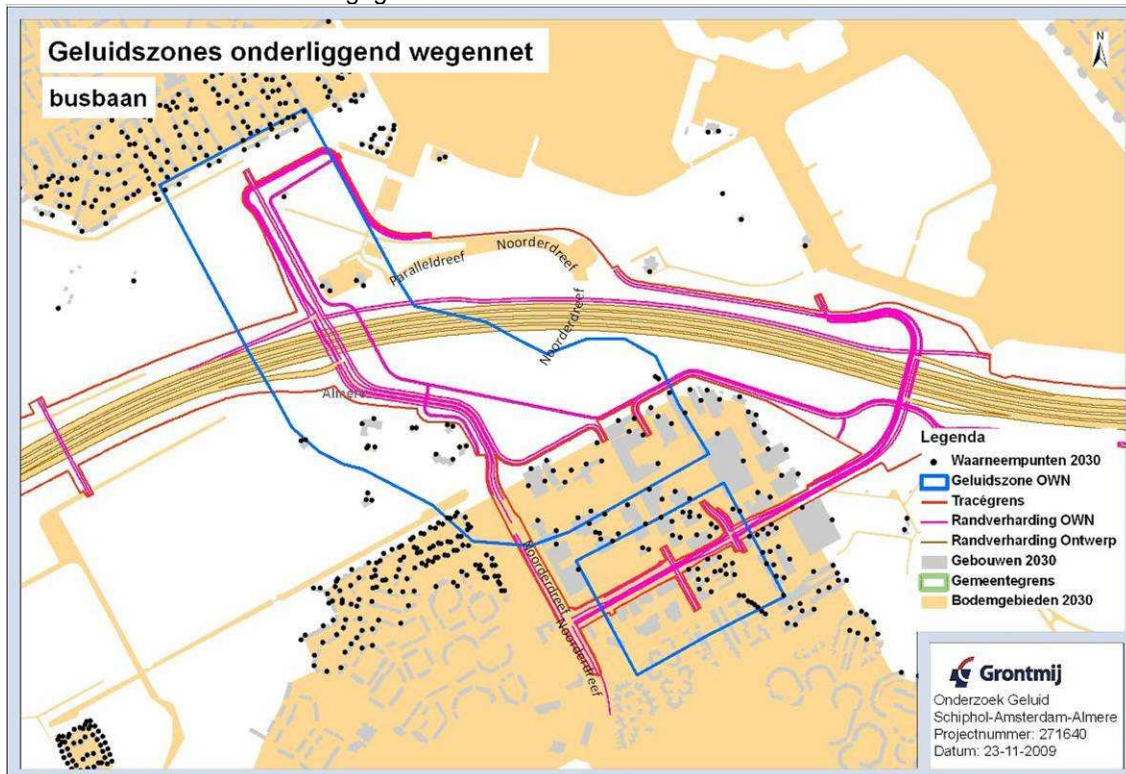 Geluidszones onderliggend wegennet
busbaan
N
Noorderdreef
Paralleldreef
Noorderdreef
Almere
Noorderdreef
Noorderdreef
Legenda
Waarneempunten 2030
Geluidszone OWN
Tracégrens
Randverharding OWN
Randverharding Ontwerp
Gebouwen 2030
Gemeentegrens
Bodemgebieden 2030
Grontmij
Onderzoek Geluid
Schiphol-Amsterdam-Almere
Projectnummer: 271640
Datum: 23-11-2009